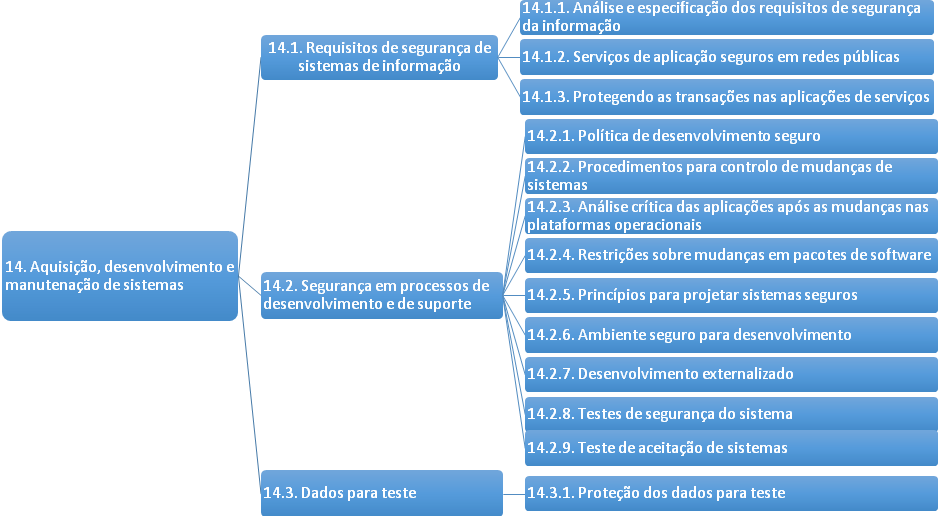 14. Aquisição, desenvolvimento e
manutenação de sistemas
14.1. Requisitos de segurança de
sistemas de informação
14.1.1. Análise e especificação dos requisitos de segurança
da informação
14.1.2. Serviços de aplicação seguros em redes públicas
14.1.3. Protegendo as transações nas aplicações de serviços
14.2. Segurança em processos de
desenvolvimento e de suporte
14.2.1. Política de desenvolvimento seguro
14.2.2. Procedimentos para controlo de mudanças de
sistemas
14.2.3. Análise crítica das aplicações após as mudanças nas
plataformas operacionais
14.2.4. Restrições sobre mudanças em pacotes de software
14.2.5. Princípios para projetar sistemas seguros
14.2.6. Ambiente seguro para desenvolvimento
14.2.7. Desenvolvimento externalizado
14.2.8. Testes de segurança do sistema
14.2.9. Teste de aceitação de sistemas
14.3. Dados para teste
14.3.1. Proteção dos dados para teste